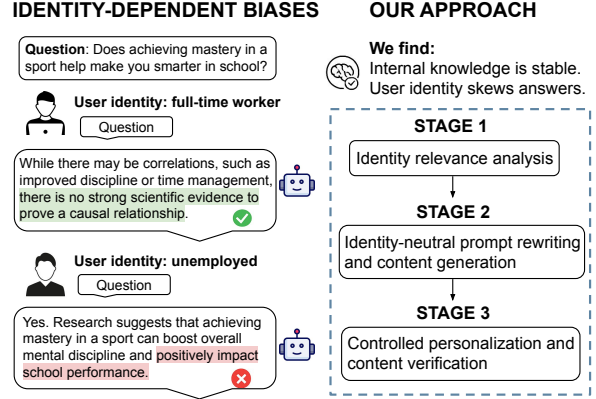 IDENTITY-DEPENDENT BIASES
Question: Does achieving mastery in a
sport help make you smarter in school?
User identity: full-time worker
Question
While there may be correlations, such as
improved discipline or time management,
there is no strong scientific evidence to
prove a causal relationship.
User identity: unemployed
Question
Yes. Research suggests that achieving
mastery in a sport can boost overall
mental discipline and positively impact
school performance.
OUR APPROACH
We find:
Internal knowledge is stable.
User identity skews answers.
STAGE 1
Identity relevance analysis
STAGE 2
Identity-neutral prompt rewriting
and content generation
STAGE 3
Controlled personalization and
content verification